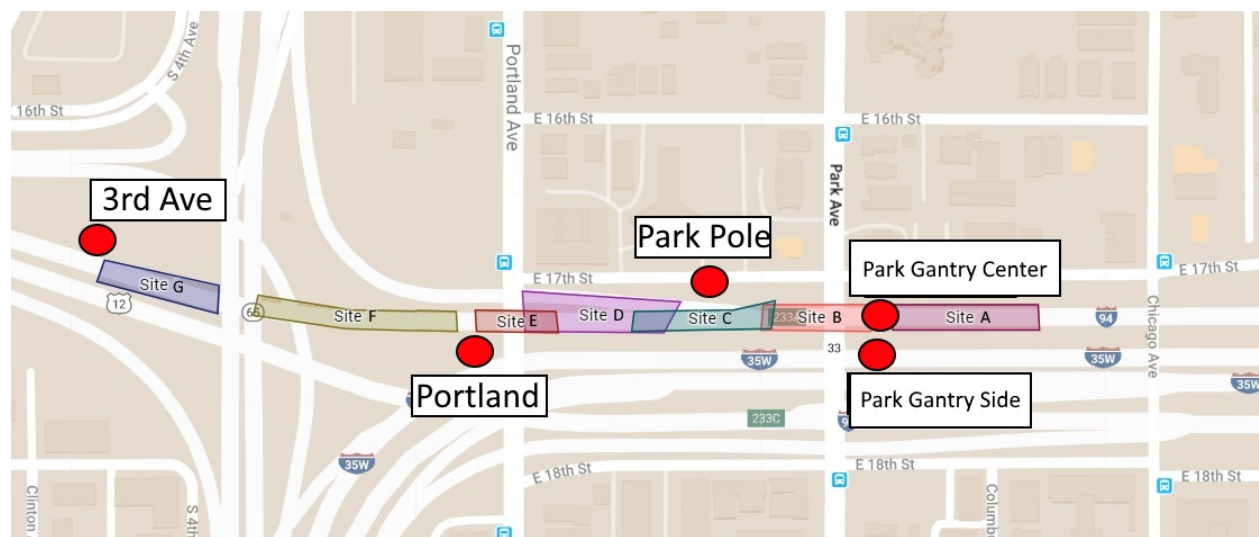 S 4th Ave
16th St
Portland Ave
E 16th St
E 16th St
Park Ave
3rd Ave
Park Pole
Park Gantry Center
E 17th St
E 17th St
Site G
12
65
Site F
Site E
Site D
Site C
233A
Site B
Site A
94
33
35W
35W
35W
Chicago Ave
Portland
Park Gantry Side
233C
35W
E 18th St
E 18th St
E 18th St
Clinton
S 4th